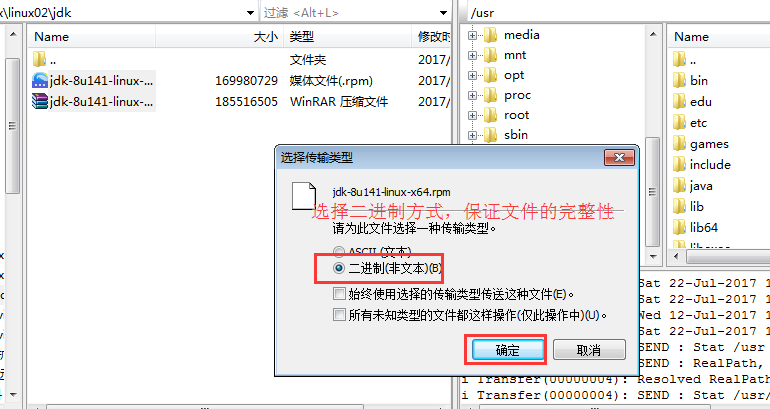 x\linux02\jdk
过滤 <Alt+L>
/usr
Name
大小
类型
修改时
..
文件夹
2017/
jdk-8u141-linux-...
169980729
媒体文件(.rpm)
2017/
jdk-8u141-linux-...
185516505
WinRAR 压缩文件
2017/
media
mnt
opt
proc
root
sbin
Name
..
bin
edu
etc
games
include
java
lib
lib64
选择传输类型
jdk-8u141-linux-x64.rpm
选择二进制方式，保证文件的完整性
请为此文件选择一种传输类型。
ASCII (文本)
二进制(非文本)(B)
始终使用选择的传输类型传送这种文件(E)。
所有未知类型的文件都这样操作(仅此操作中)(U)。
确定
取消
Sat 22-Jul-2017 1
Sat 22-Jul-2017 1
Wed 12-Jul-2017 1
Sat 22-Jul-2017 1
SEND : Stat /usr
SEND : RealPath,
i Transfer(00000004): Resolved RealPath
i Transfer(00000004): SEND : Stat /usr/